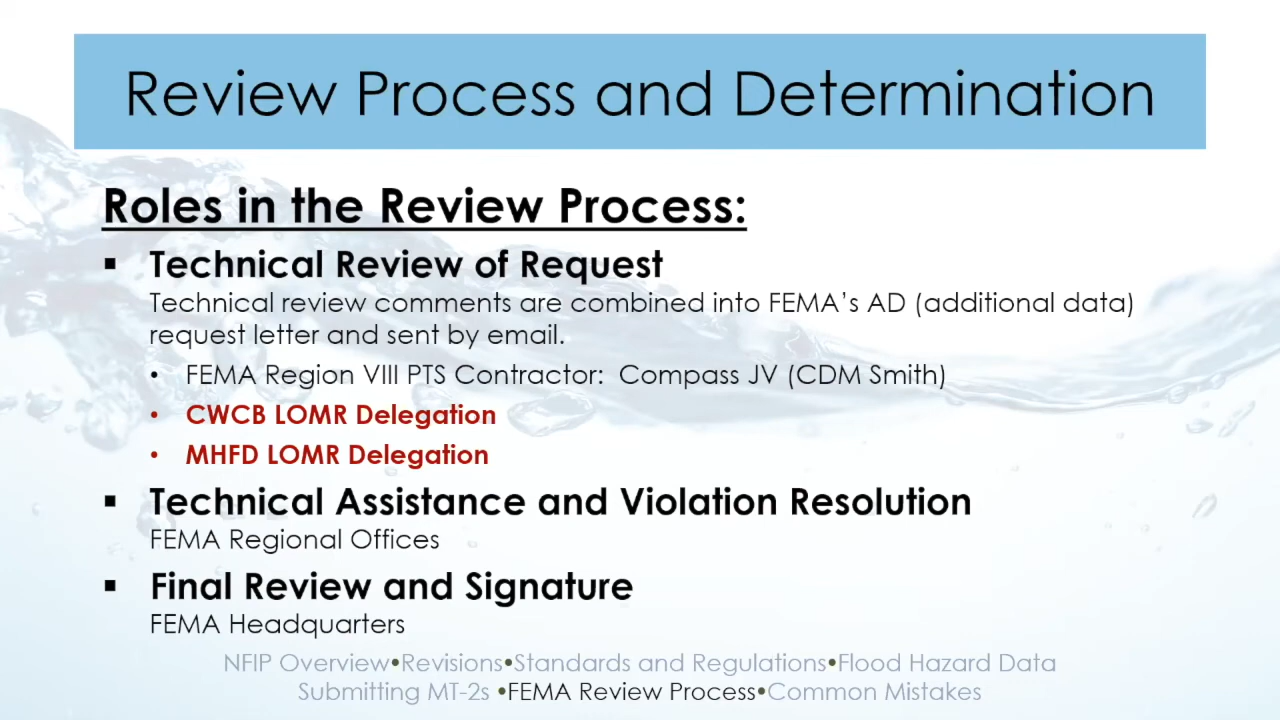 Review Process and Determination
Roles in the Review Process:
▪ Technical Review of Request
Technical review comments are combined into FEMA's AD (additional data)
request letter and sent by email.
• FEMA Region VIII PTS Contractor: Compass JV (CDM Smith)
• CWCB LOMR Delegation
• MHFD LOMR Delegation
▪ Technical Assistance and Violation Resolution
FEMA Regional Offices
▪ Final Review and Signature
FEMA Headquarters
NFIP Overview•Revisions•Standards and Regulations•Flood Hazard Data
Submitting MT-2s •FEMA Review Process•Common Mistakes